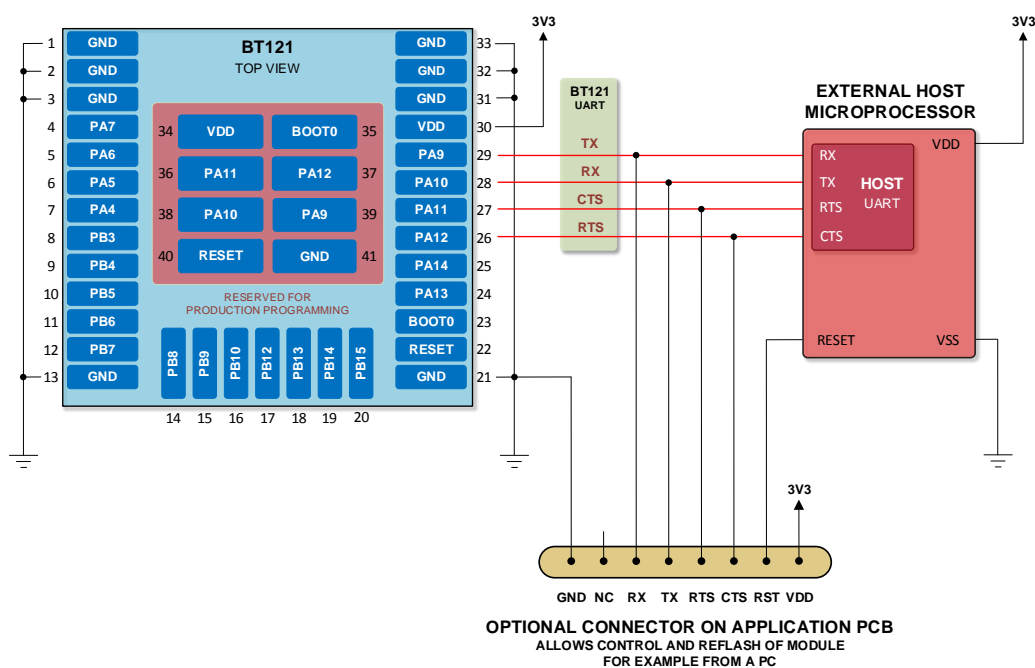 BT121
TOP VIEW
1 GND
2 GND
3 GND
4 PA7
5 PA6
6 PA5
7 PA4
8 PB3
9 PB4
10 PB5
11 PB6
12 PB7
13 GND
34 VDD BOOT0 35
36 PA11 PA12 37
38 PA10 PA9 39
40 RESET GND 41
RESERVED FOR
PRODUCTION PROGRAMMING
PB8 PB9 PB10 PB12 PB13 PB14 PB15
14 15 16 17 18 19 20
GND 33
GND 32
GND 31
VDD 30
PA9 29
PA10 28
PA11 27
PA12 26
PA14 25
PA13 24
BOOT0 23
RESET 22
GND 21
3V3
BT121
UART
TX
RX
CTS
RTS
3V3
EXTERNAL HOST
MICROPROCESSOR
VDD
RX
TX
RTS
CTS
HOST
UART
RESET VSS
3V3
GND NC RX TX RTS CTS RST VDD
OPTIONAL CONNECTOR ON APPLICATION PCB
ALLOWS CONTROL AND REFLASH OF MODULE
FOR EXAMPLE FROM A PC